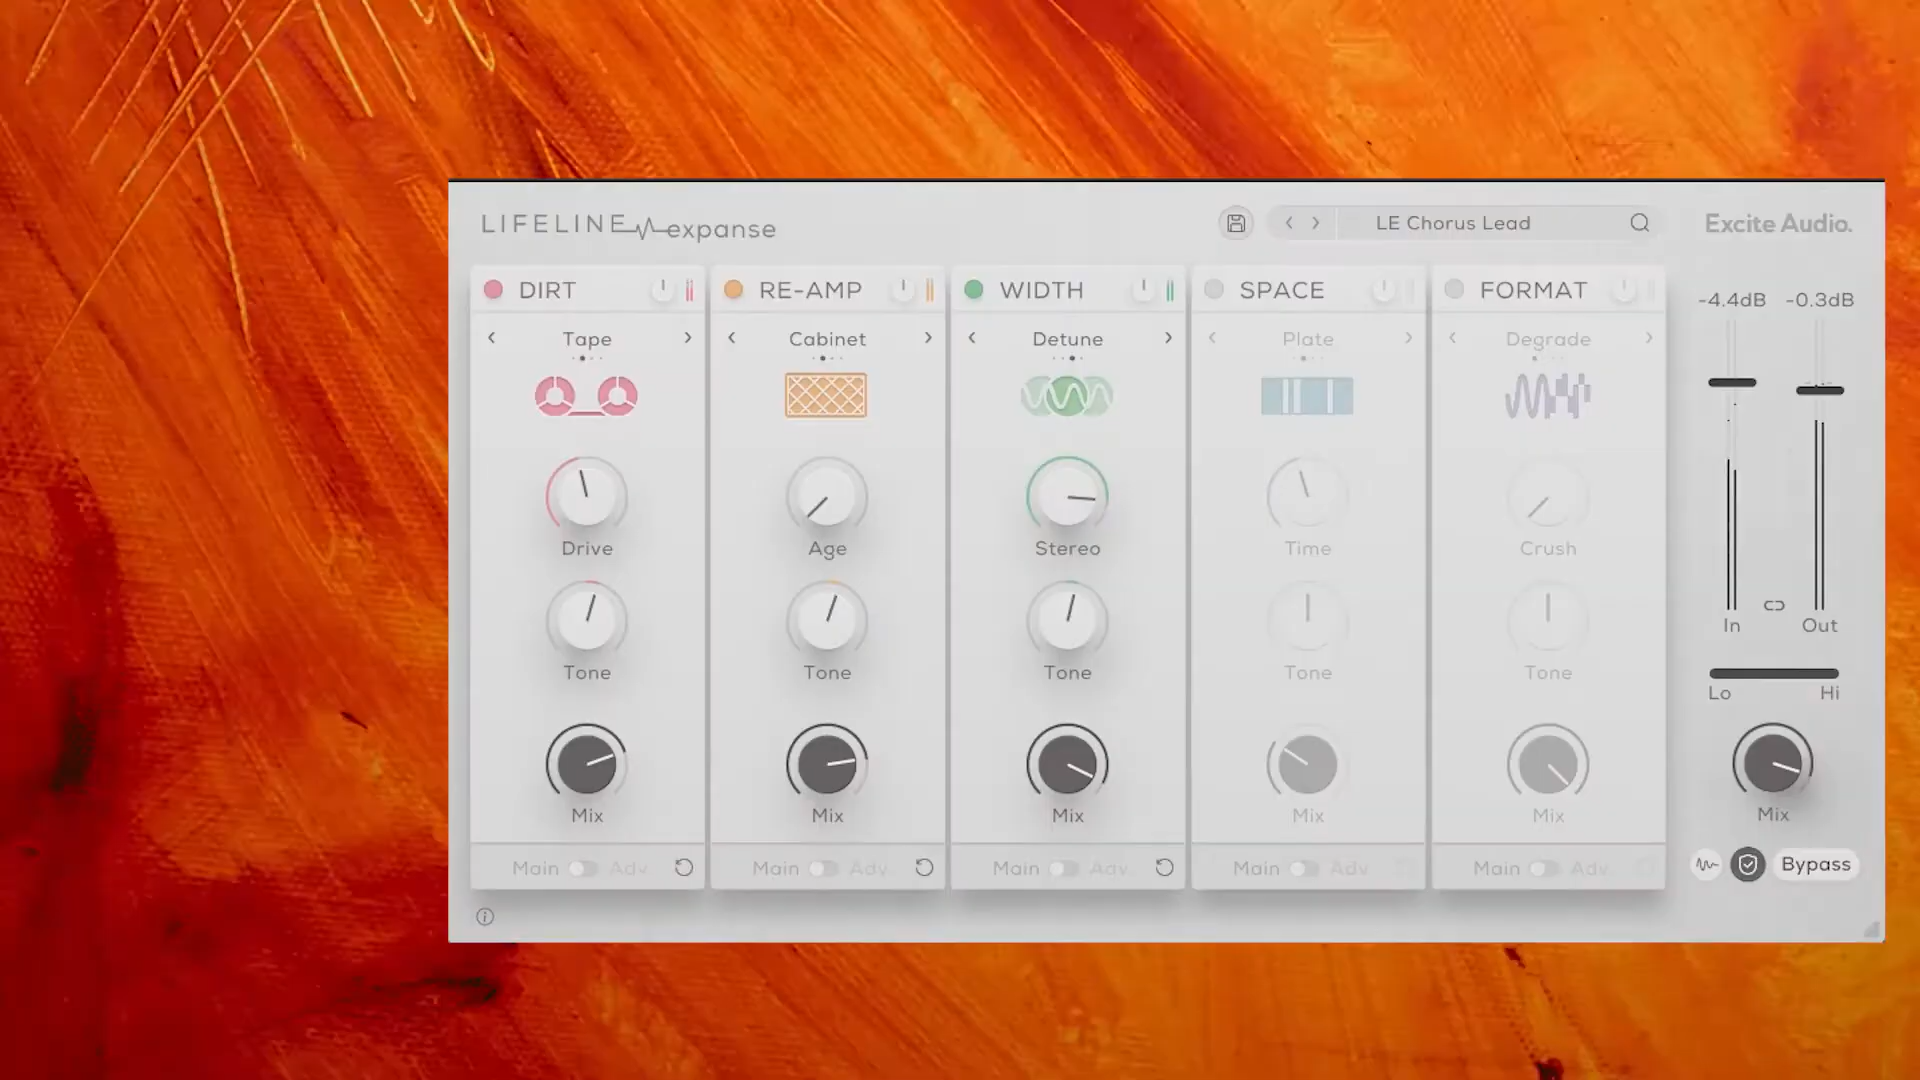 LIFELINE expanse
LE Chorus Lead
Excite Audio.
DIRT
RE-AMP
WIDTH
SPACE
FORMAT
-4.4dB -0.3dB
Tape
Cabinet
Detune
Plate
Degrade
Drive
Age
Stereo
Time
Crush
In
Out
Tone
Tone
Tone
Tone
Tone
Lo
Hi
Mix
Mix
Mix
Mix
Mix
Mix
Main Adv
Main Adv
Main Adv
Main Adv
Main Adv
Bypass